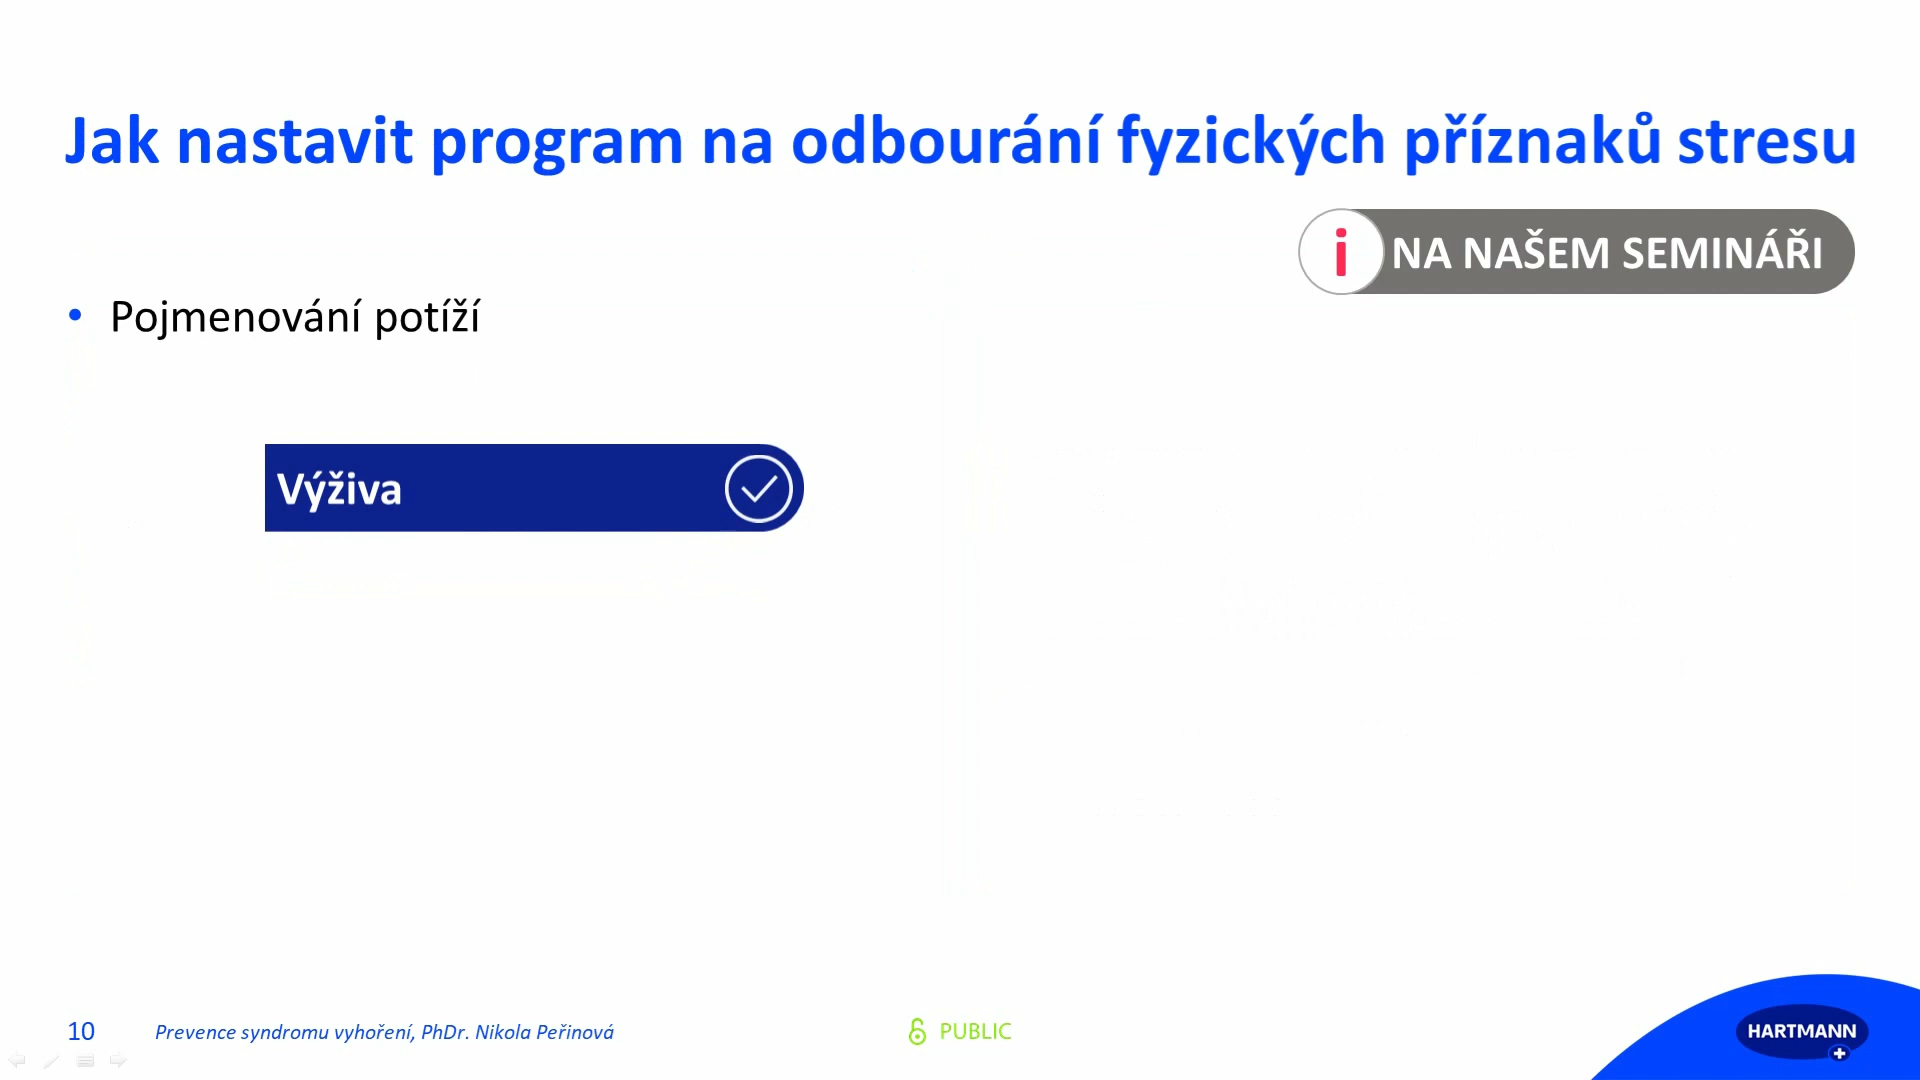 Jak nastavit program na odbourání fyzických příznaků stresu
i NA NAŠEM SEMINÁŘI
• Pojmenování potíží
Výživa
10 Prevence syndromu vyhoření, PhDr. Nikola Peřinová PUBLIC
HARTMANN